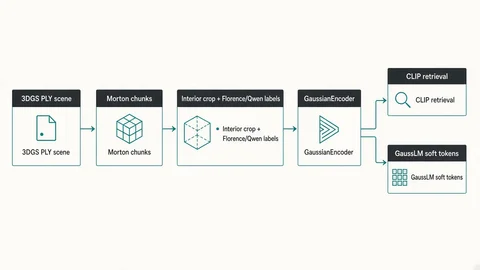 3DGS PLY scene
3DGS PLY scene
Morton chunks
Morton chunks
Interior crop + Florence/Qwen labels
Interior crop +
Florence/Qwen labels
GaussianEncoder
GaussianEncoder
CLIP retrieval
CLIP retrieval
GaussLM soft tokens
GaussLM soft tokens